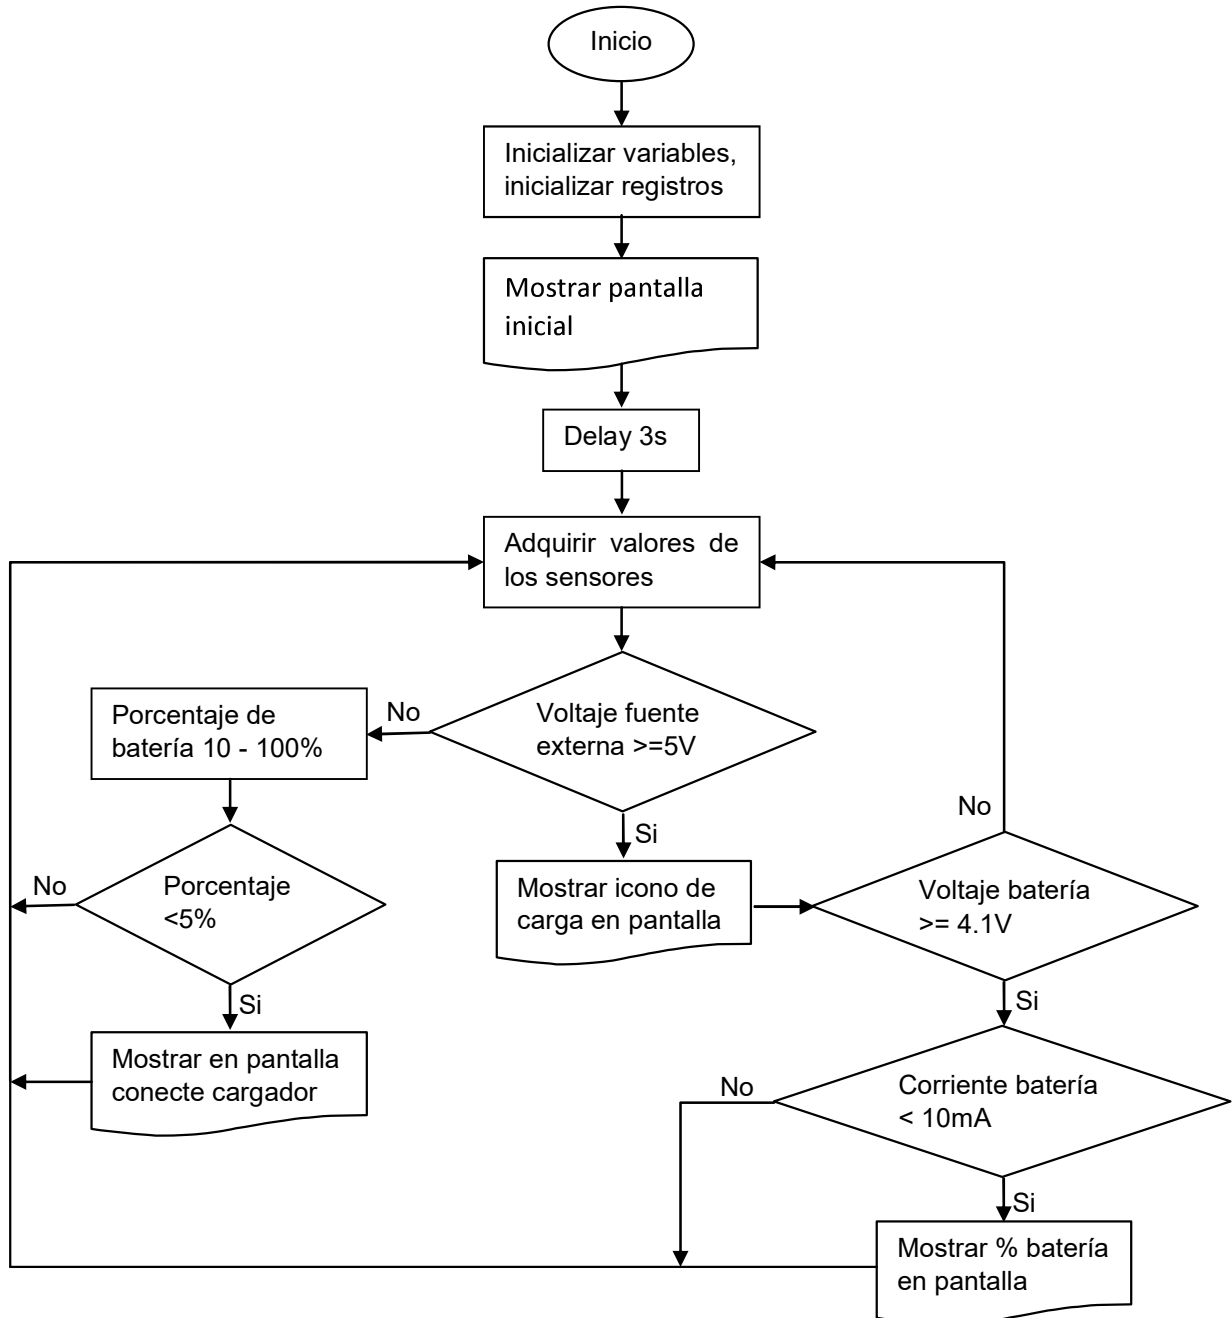 Inicio
Inicializar variables,
inicializar registros
Mostrar pantalla
inicial
Delay 3s
Adquirir valores de
los sensores
Voltaje fuente
externa >=5V
No
Porcentaje de
batería 10 - 100%
Si
No
Porcentaje
<5%
No
Mostrar icono de
carga en pantalla
Voltaje batería
>= 4.1V
Si
Si
Mostrar en pantalla
conecte cargador
No
Corriente batería
< 10mA
Si
Mostrar % batería
en pantalla